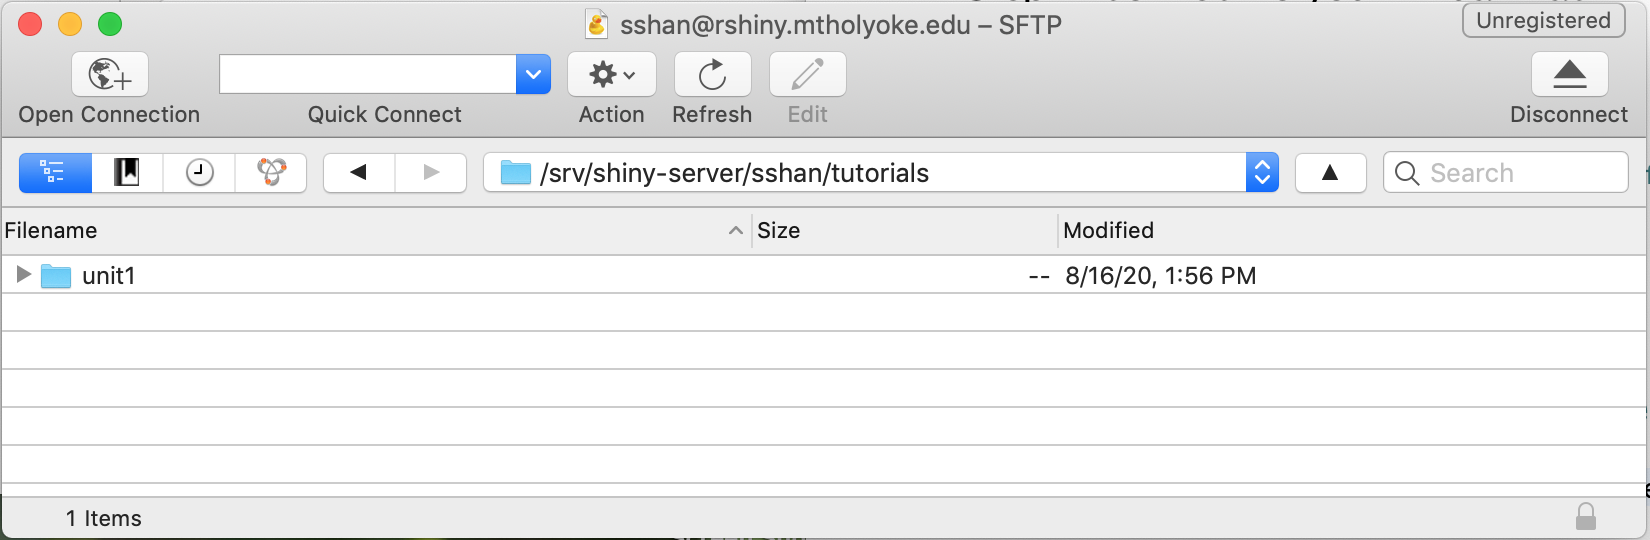 sshan@rshiny.mtholyoke.edu – SFTP
Unregistered
Open Connection
Quick Connect
Action
Refresh
Edit
Disconnect
/srv/shiny-server/sshan/tutorials
Search
Filename Size Modified
unit1 -- 8/16/20, 1:56 PM
1 Items